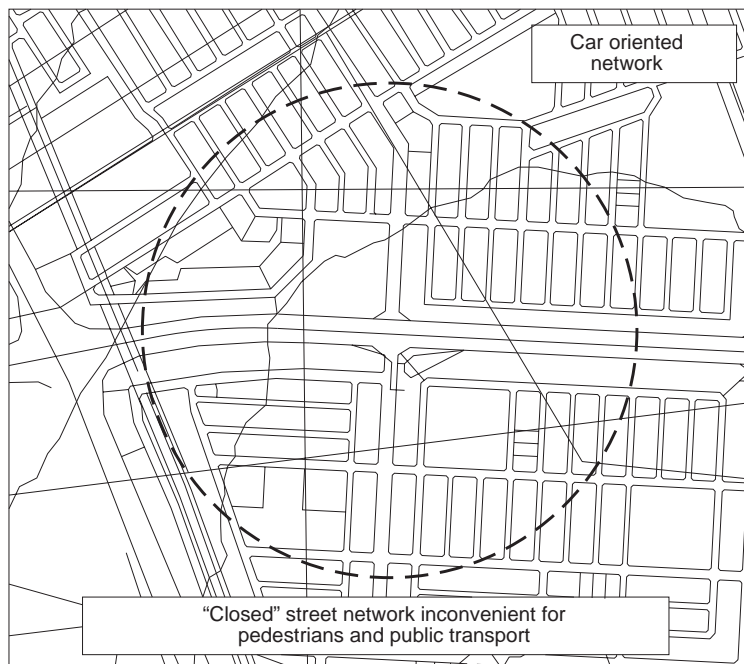 Car oriented
network
“Closed” street network inconvenient for
pedestrians and public transport